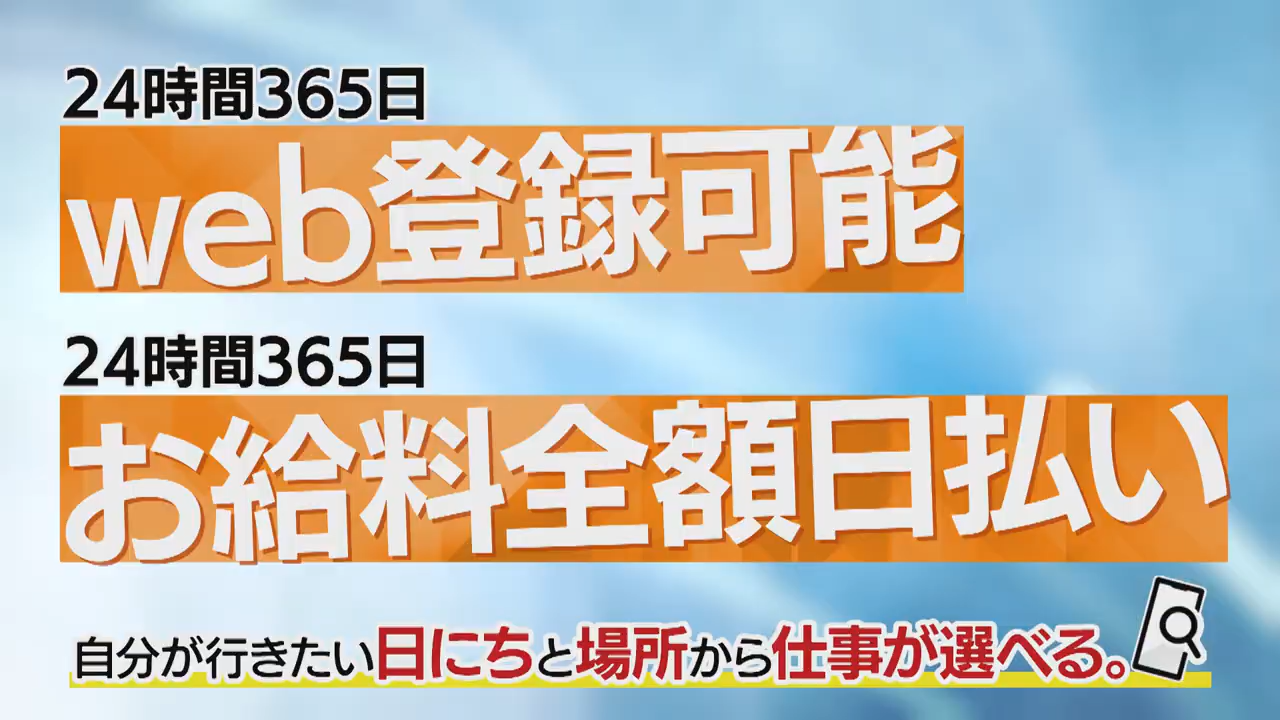 24時間365日
web登録可能
24時間365日
お給料全額日払い
自分が行きたい日にちと場所から仕事が選べる。